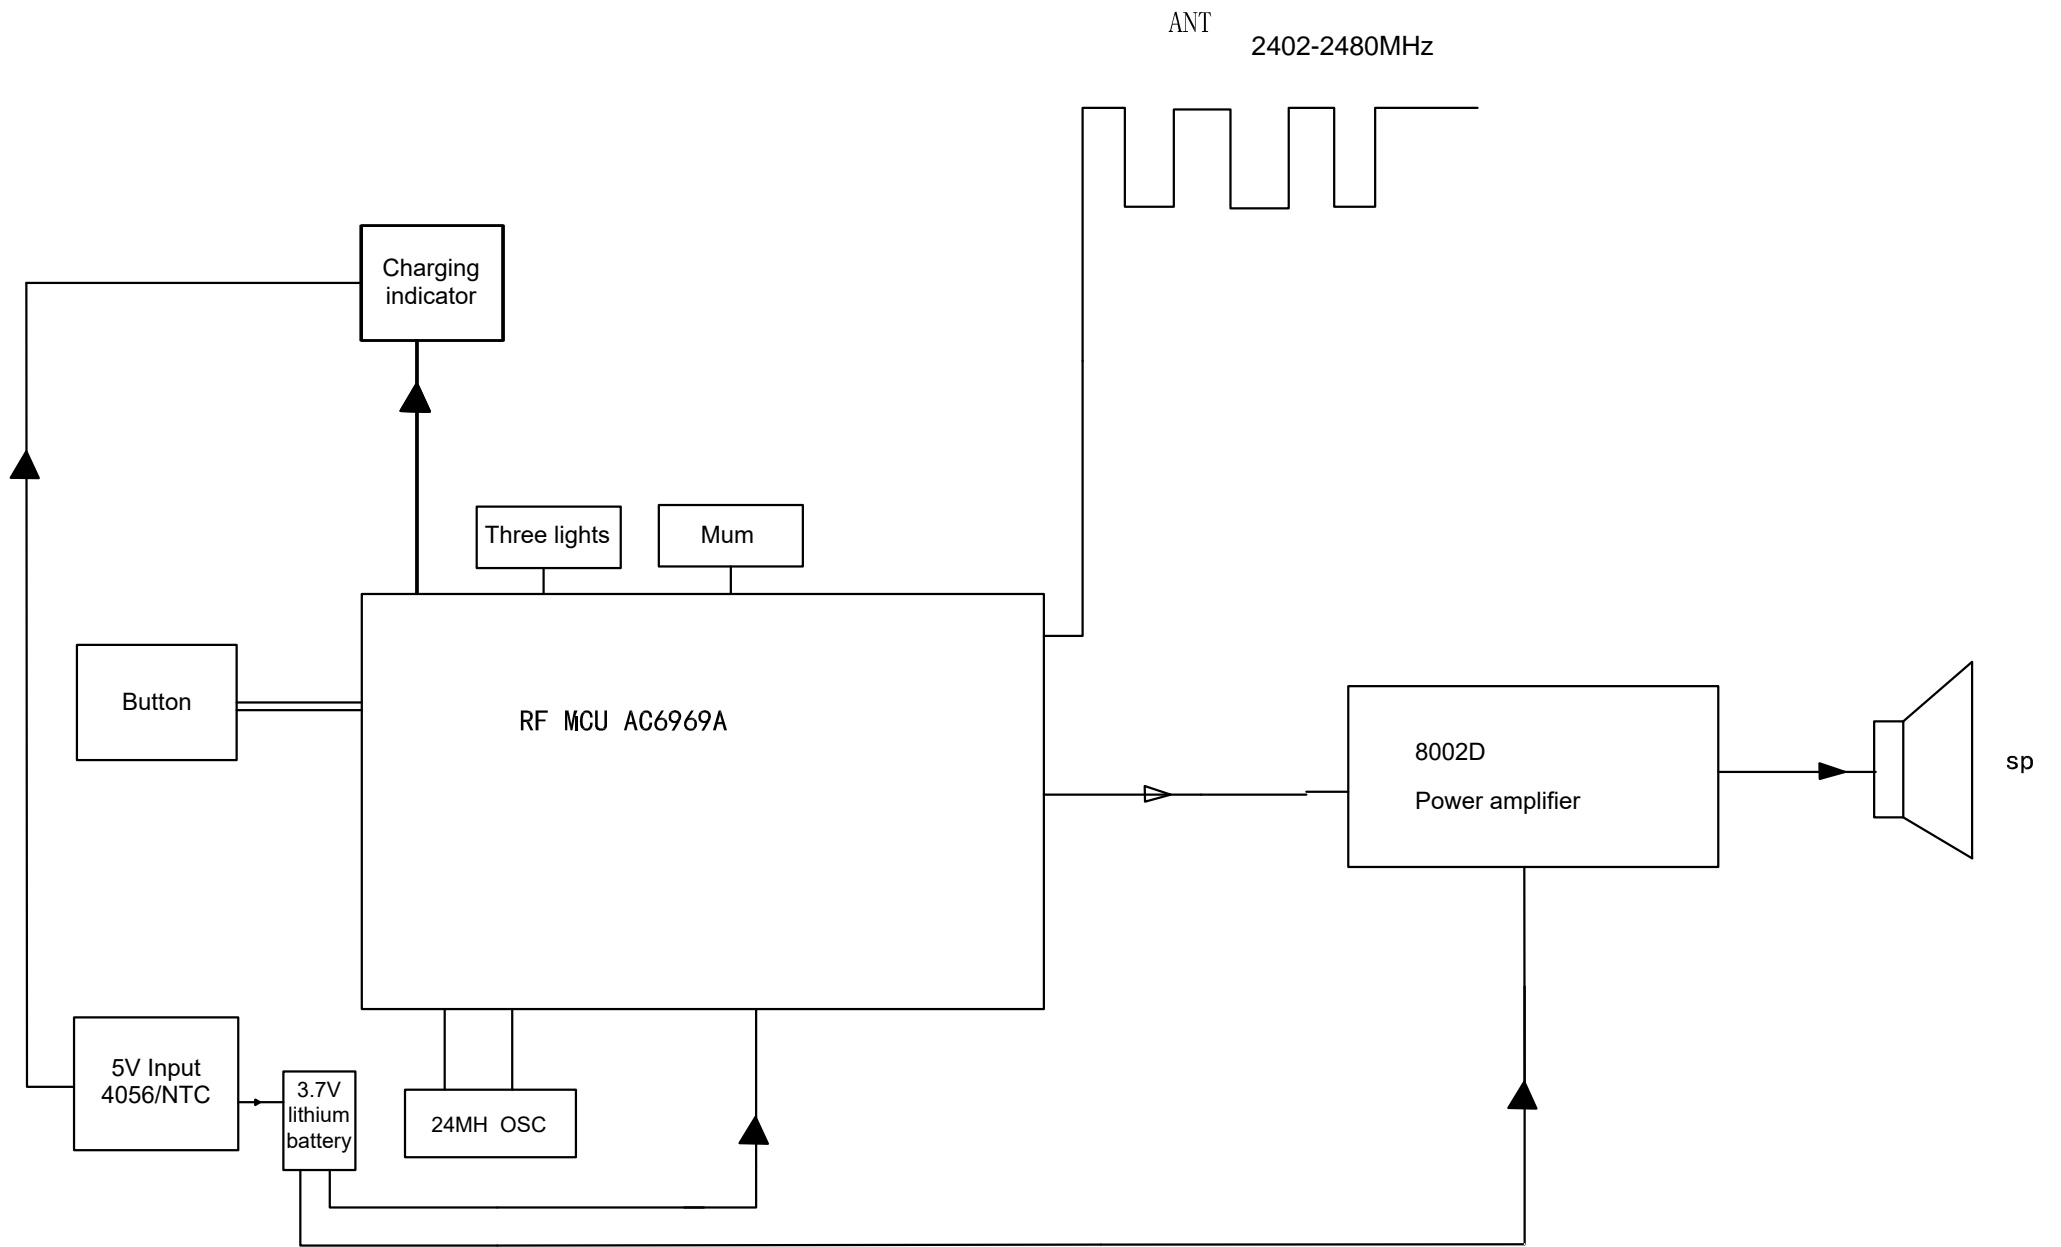 ANT
2402-2480MHz
Charging
indicator
Three lights
Mum
Button
RF MCU AC6969A
8002D
Power amplifier
sp
5V Input
4056/NTC
3.7V
lithium
battery
24MH OSC